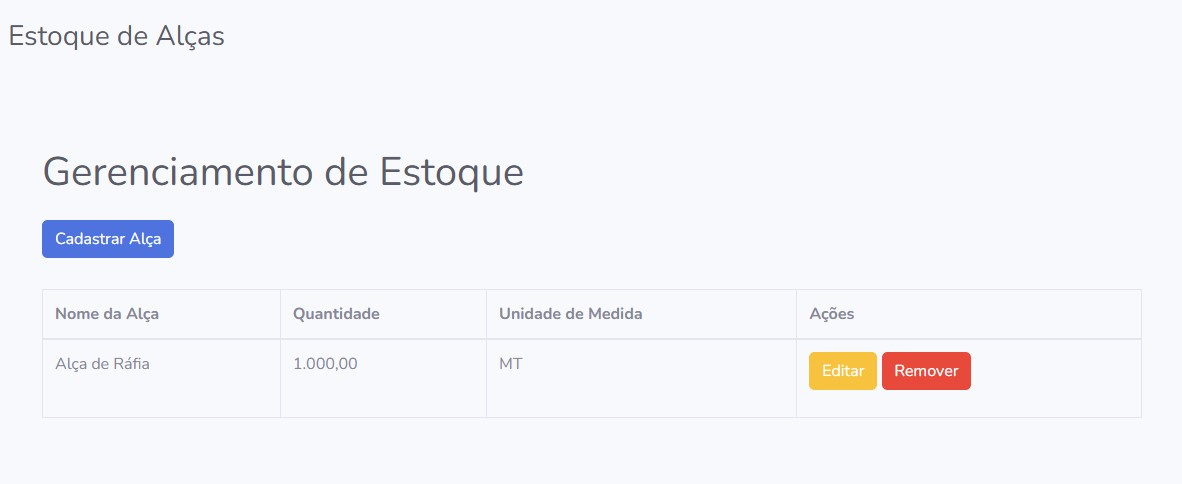 Estoque de Alças
Gerenciamento de Estoque
Cadastrar Alça
Nome da Alça Quantidade Unidade de Medida Ações
Alça de Ráfia 1.000,00 MT Editar Remover